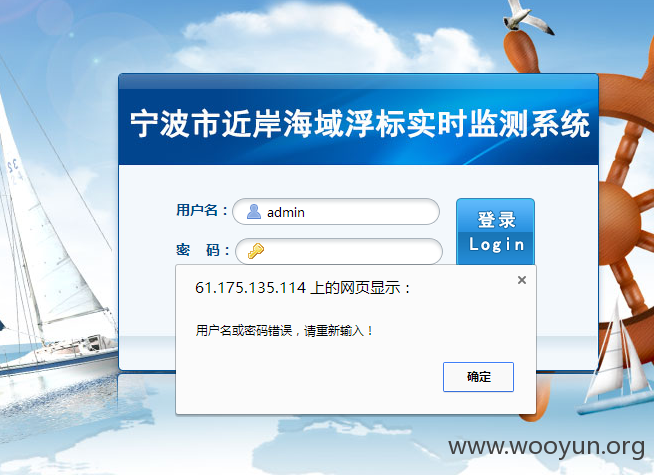 宁波市近岸海域浮标实时监测系统
用户名：admin
登录
密 码：
Login
61.175.135.114 上的网页显示：
用户名或密码错误，请重新输入！
确定
www.wooyun.org